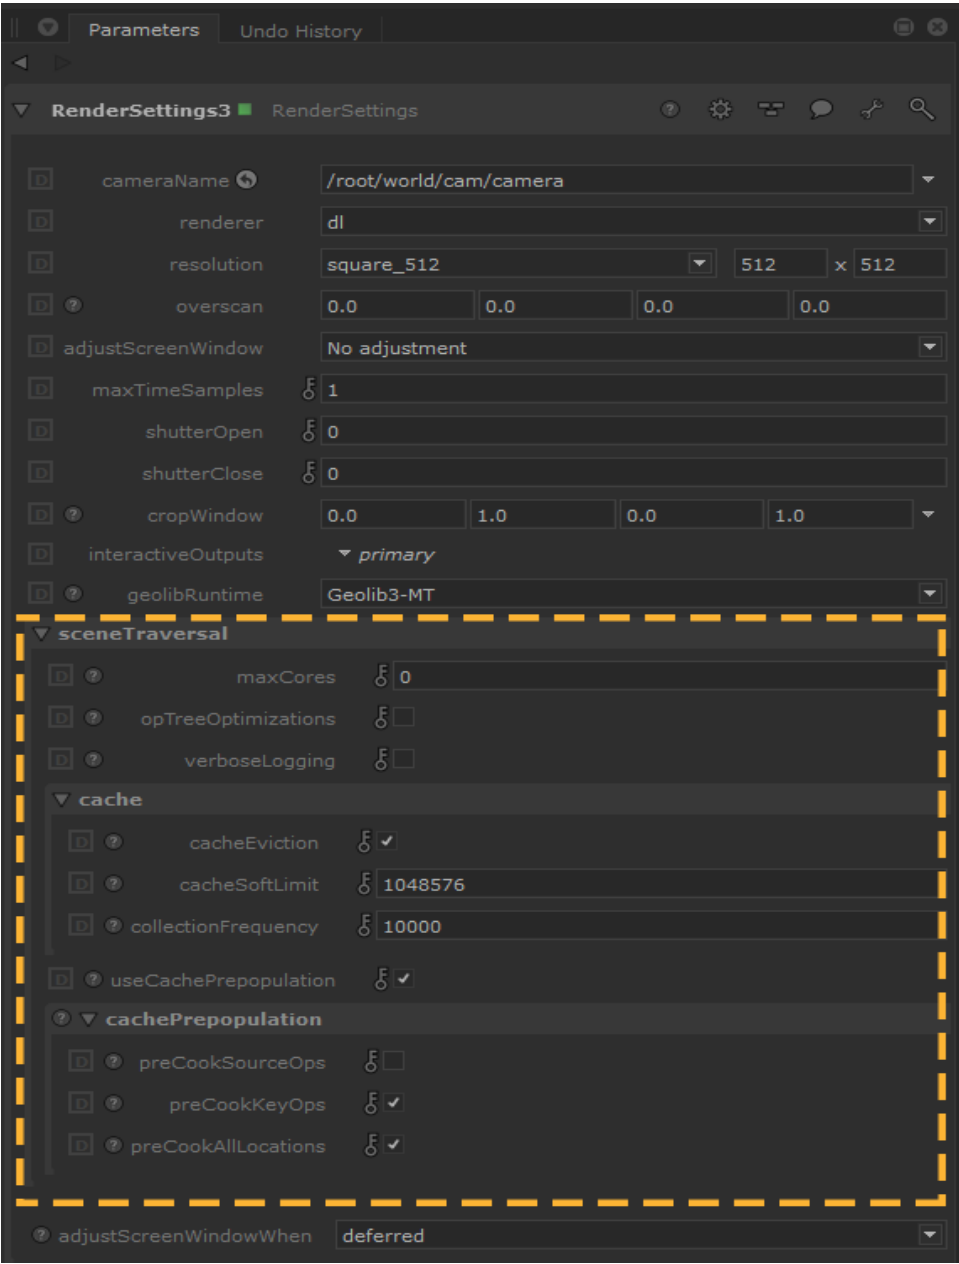 Parameters Undo History
RenderSettings3 RenderSettings
cameraName /root/world/cam/camera
D renderer dl
D resolution square_512 512 x 512
D ? overscan 0.0 0.0 0.0 0.0
D adjustScreenWindow No adjustment
D maxTimeSamples 1
D shutterOpen 0
D shutterClose 0
D ? cropWindow 0.0 1.0 0.0 1.0
D interactiveOutputs primary
D ? geolibRuntime Geolib3-MT
sceneTraversal
D ? maxCores 0
D ? opTreeOptimizations
D ? verboseLogging
cache
D ? cacheEviction
D ? cacheSoftLimit 1048576
D ? collectionFrequency 10000
D ? useCachePrepopulation
? cachePrepopulation
D ? preCookSourceOps
D ? preCookKeyOps
D ? preCookAllLocations
? adjustScreenWindowWhen deferred